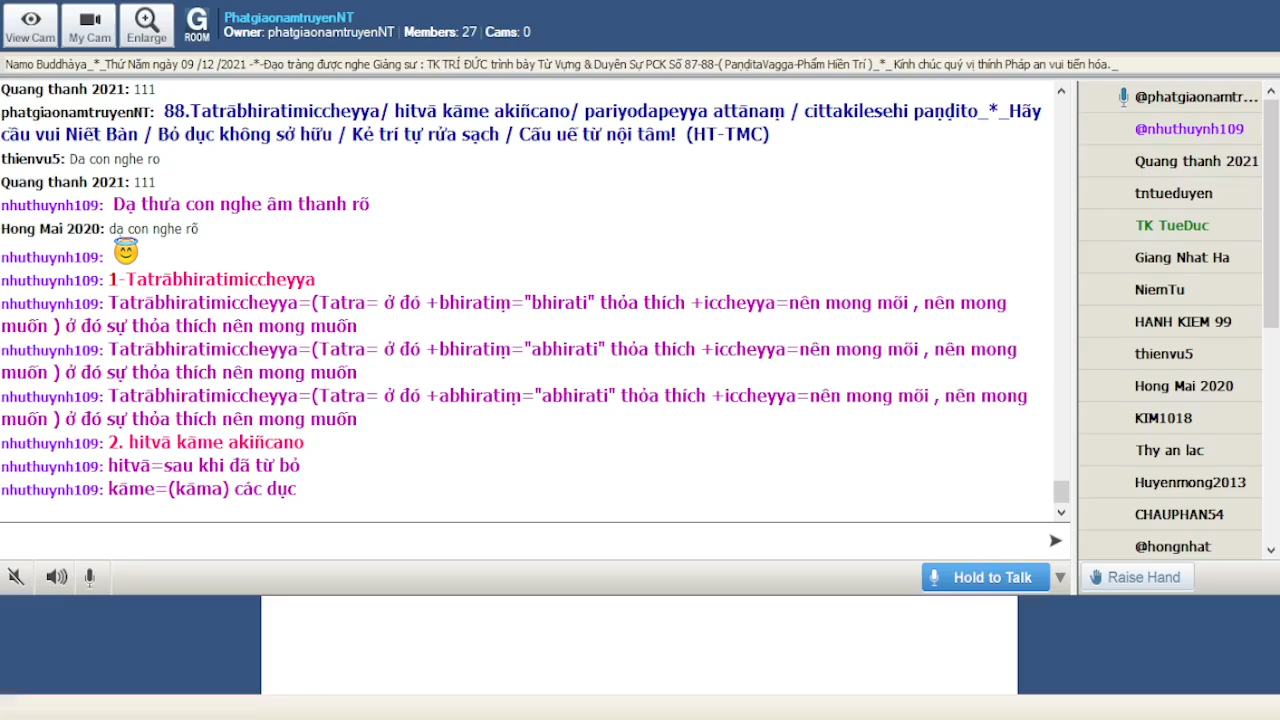 View Cam
My Cam
Enlarge
G
ROOM
PhatgiaonamtruyenNT
Owner: phatgiaonamtruyenNT | Members: 27 | Cams: 0
Namo Buddhàya_*_Thứ Năm ngày 09 /12 /2021 -*-Đạo tràng được nghe Giảng sư : TK TRÍ ĐỨC trình bày Từ Vựng & Duyên Sự PCK Số 87-88-( PaṇḍitaVagga-Phẩm Hiền Trí )_*_ Kính chúc quý vị thính Pháp an vui tiến hóa._
Quang thanh 2021: 111
phatgiaonamtruyenNT: 88.Tatrābhiratimiccheyya/ hitvā kāme akiñcano/ pariyodapeyya attānaṃ / cittakilesehi paṇḍito_*_Hãy
cầu vui Niết Bàn / Bỏ dục không sở hữu / Kẻ trí tự rửa sạch / Cấu uế từ nội tâm! (HT-TMC)
thienvu5: Da con nghe ro
Quang thanh 2021: 111
nhuthuynh109: Dạ thưa con nghe âm thanh rõ
Hong Mai 2020: dạ con nghe rõ
nhuthuynh109:
nhuthuynh109: 1-Tatrābhiratimiccheyya
nhuthuynh109: Tatrābhiratimiccheyya=(Tatra= ở đó +bhiratiṃ="bhirati" thỏa thích +iccheyya=nên mong mõi , nên mong
muốn ) ở đó sự thỏa thích nên mong muốn
nhuthuynh109: Tatrābhiratimiccheyya=(Tatra= ở đó +bhiratiṃ="abhirati" thỏa thích +iccheyya=nên mong mõi , nên mong
muốn ) ở đó sự thỏa thích nên mong muốn
nhuthuynh109: Tatrābhiratimiccheyya=(Tatra= ở đó +abhiratiṃ="abhirati" thỏa thích +iccheyya=nên mong mõi , nên mong
muốn ) ở đó sự thỏa thích nên mong muốn
nhuthuynh109: 2. hitvā kāme akiñcano
nhuthuynh109: hitvā=sau khi đã từ bỏ
nhuthuynh109: kāme=(kāma) các dục
@phatgiaonamtr...
@nhuthuynh109
Quang thanh 2021
tntueduyen
TK TueDuc
Giang Nhat Ha
NiemTu
HANH KIEM 99
thienvu5
Hong Mai 2020
KIM1018
Thy an lac
Huyenmong2013
CHAUPHAN54
@hongnhat
Hold to Talk
Raise Hand